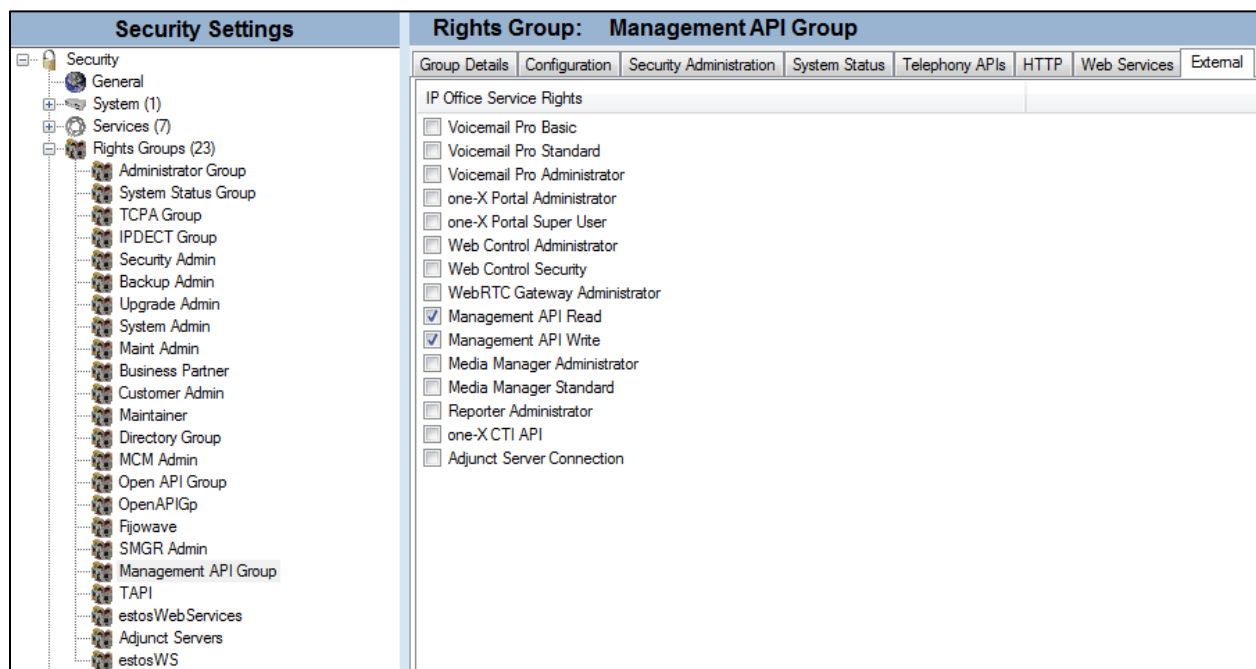 Security Settings
Security
General
System (1)
Services (7)
Rights Groups (23)
Administrator Group
System Status Group
TCPA Group
IPDECT Group
Security Admin
Backup Admin
Upgrade Admin
System Admin
Maint Admin
Business Partner
Customer Admin
Maintainer
Directory Group
MCM Admin
Open API Group
OpenAPIGp
Fijowave
SMGR Admin
Management API Group
TAPI
estosWebServices
Adjunct Servers
estosWS
Rights Group: Management API Group
Group Details Configuration Security Administration System Status Telephony APIs HTTP Web Services External
IP Office Service Rights
Voicemail Pro Basic
Voicemail Pro Standard
Voicemail Pro Administrator
one-X Portal Administrator
one-X Portal Super User
Web Control Administrator
Web Control Security
WebRTC Gateway Administrator
Management API Read
Management API Write
Media Manager Administrator
Media Manager Standard
Reporter Administrator
one-X CTI API
Adjunct Server Connection